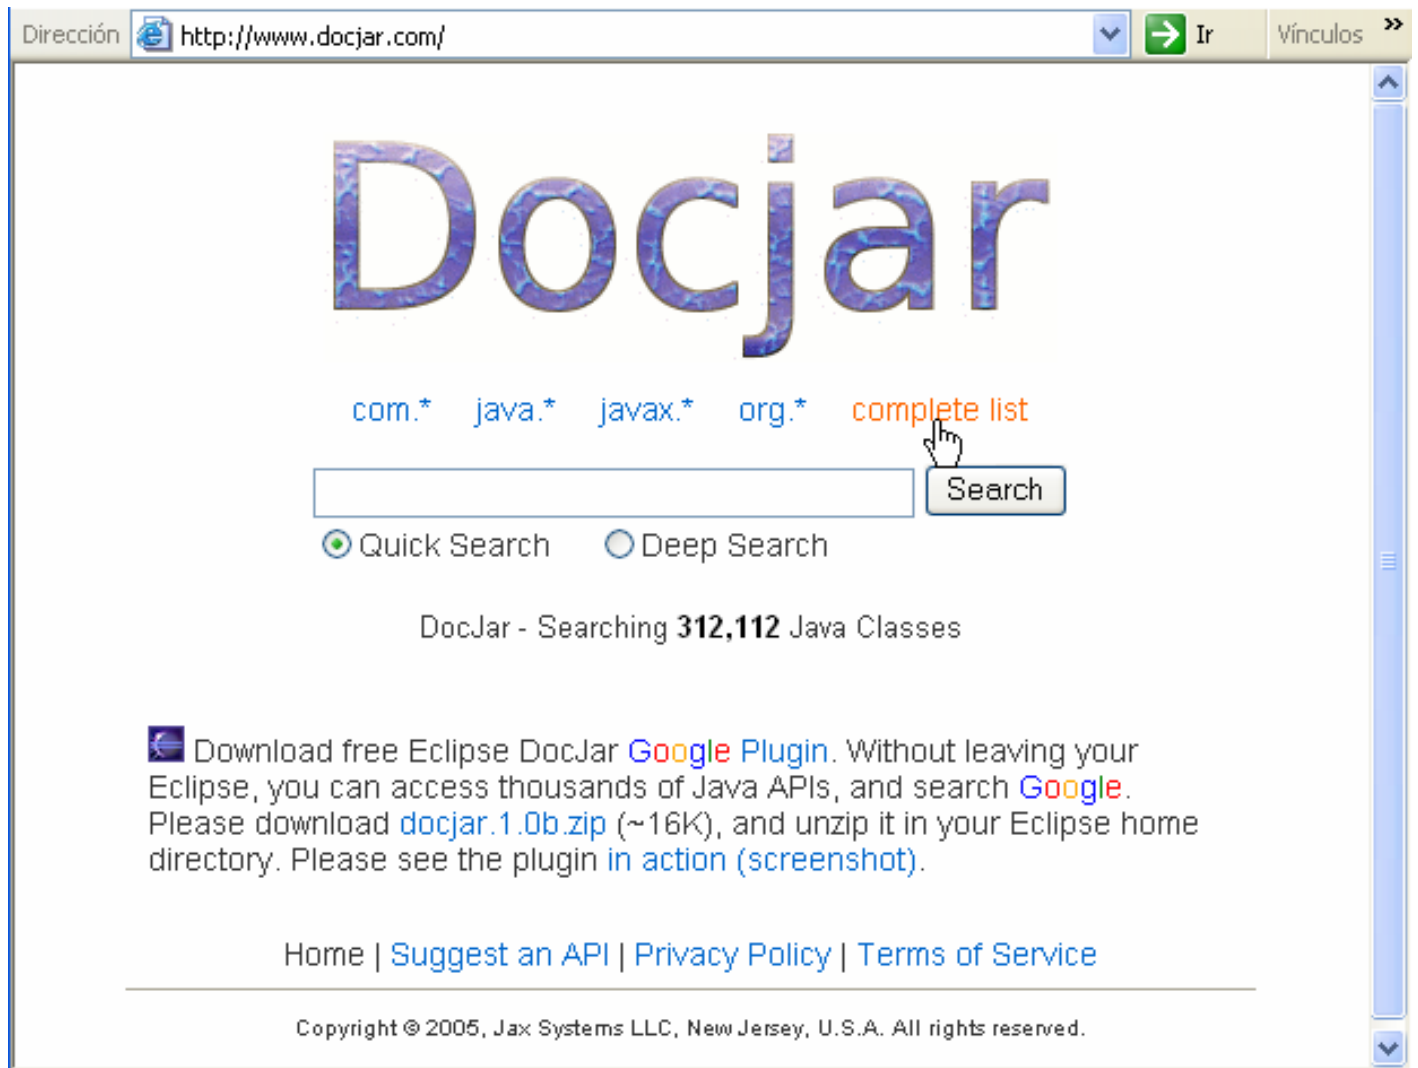 Dirección http://www.docjar.com/ Ir Vínculos »
Docjar
com.* java.* javax.* org.* complete list
Search
Quick Search Deep Search
DocJar - Searching 312,112 Java Classes
Download free Eclipse DocJar Google Plugin. Without leaving your
Eclipse, you can access thousands of Java APIs, and search Google.
Please download docjar.1.0b.zip (~16K), and unzip it in your Eclipse home
directory. Please see the plugin in action (screenshot).
Home | Suggest an API | Privacy Policy | Terms of Service
Copyright © 2005, Jax Systems LLC, New Jersey, U.S.A. All rights reserved.